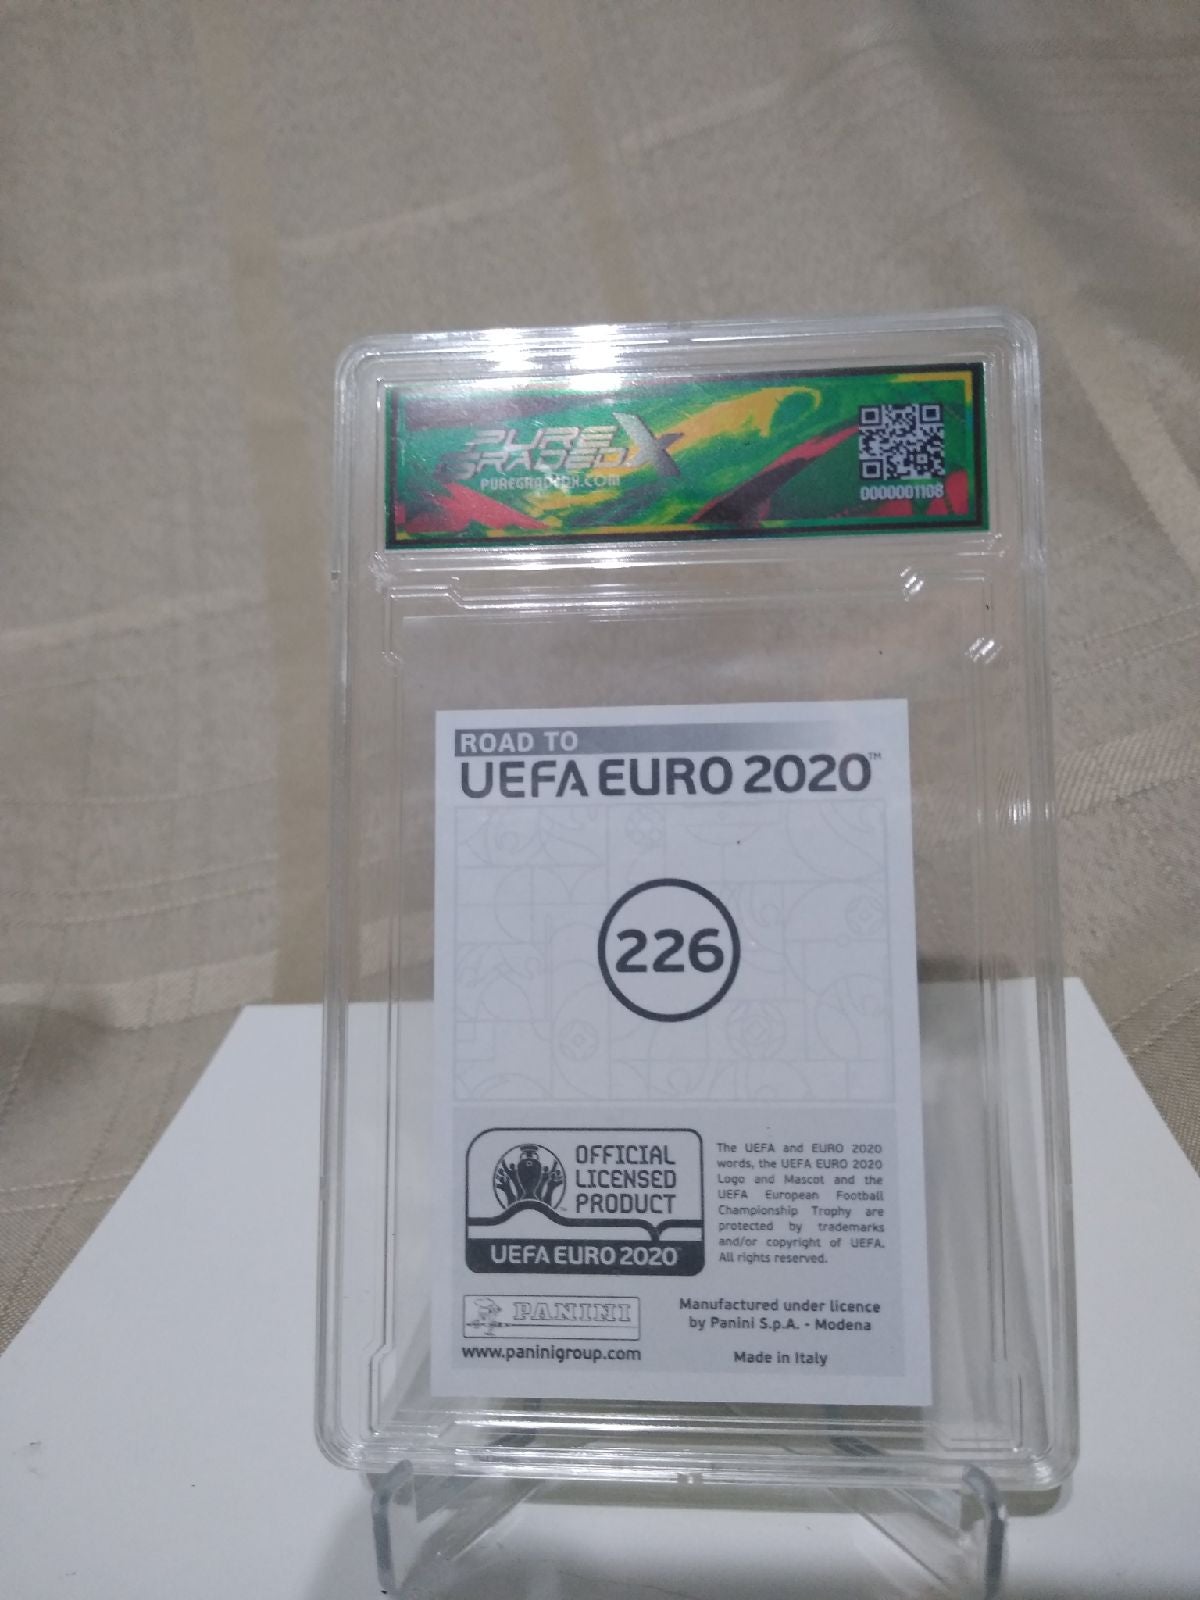 PURE
GRADED.X
PUREGRADEDX.COM
0000001108
ROAD TO
UEFA EURO 2020™
226
OFFICIAL
LICENSED
PRODUCT
UEFA EURO 2020
The UEFA and EURO 2020
words, the UEFA EURO 2020
Logo and Mascot and the
UEFA European Football
Championship Trophy are
protected by trademarks
and/or copyright of UEFA.
All rights reserved.
PANINI
www.paninigroup.com
Manufactured under licence
by Panini S.p.A. - Modena
Made in Italy